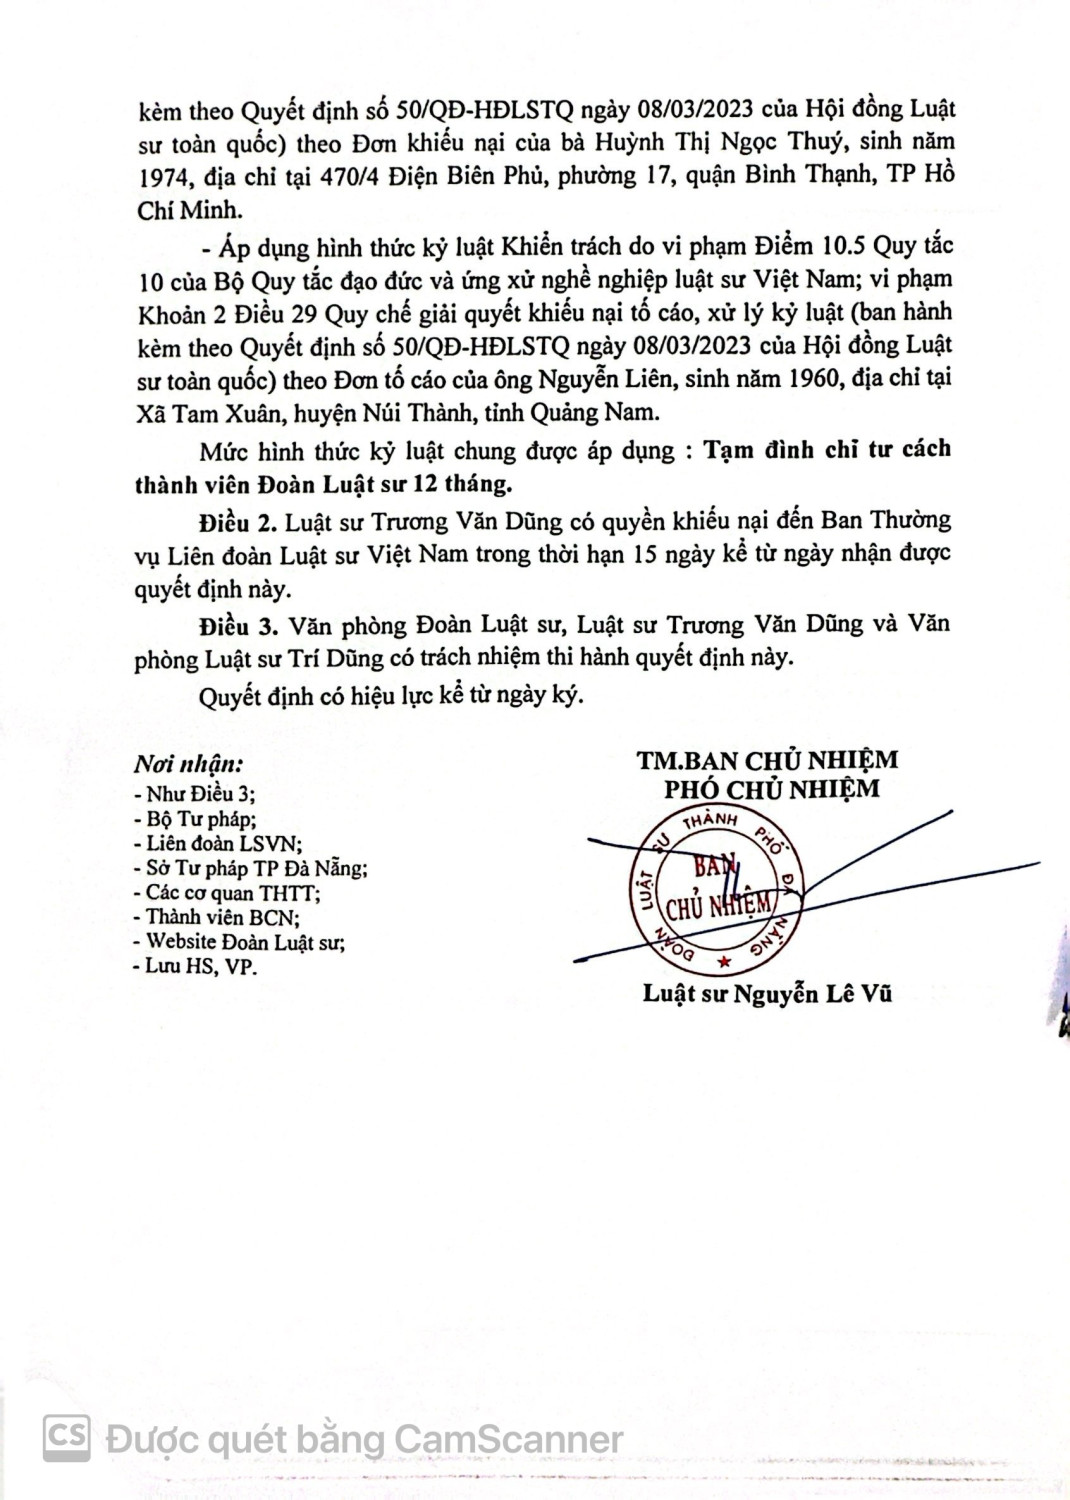 kèm theo Quyết định số 50/QĐ-HĐLSTQ ngày 08/03/2023 của Hội đồng Luật
sư toàn quốc) theo Đơn khiếu nại của bà Huỳnh Thị Ngọc Thuý, sinh năm
1974, địa chỉ tại 470/4 Điện Biên Phủ, phường 17, quận Bình Thạnh, TP Hồ
Chí Minh.
- Áp dụng hình thức kỷ luật Khiển trách do vi phạm Điểm 10.5 Quy tắc
10 của Bộ Quy tắc đạo đức và ứng xử nghề nghiệp luật sư Việt Nam; vi phạm
Khoản 2 Điều 29 Quy chế giải quyết khiếu nại tố cáo, xử lý kỷ luật (ban hành
kèm theo Quyết định số 50/QĐ-HĐLSTQ ngày 08/03/2023 của Hội đồng Luật
sư toàn quốc) theo Đơn tố cáo của ông Nguyễn Liên, sinh năm 1960, địa chỉ tại
Xã Tam Xuân, huyện Núi Thành, tỉnh Quảng Nam.
Mức hình thức kỷ luật chung được áp dụng : Tạm đình chỉ tư cách
thành viên Đoàn Luật sư 12 tháng.
Điều 2. Luật sư Trương Văn Dũng có quyền khiếu nại đến Ban Thường
vụ Liên đoàn Luật sư Việt Nam trong thời hạn 15 ngày kể từ ngày nhận được
quyết định này.
Điều 3. Văn phòng Đoàn Luật sư, Luật sư Trương Văn Dũng và Văn
phòng Luật sư Trí Dũng có trách nhiệm thi hành quyết định này.
Quyết định có hiệu lực kể từ ngày ký.
Nơi nhận:
- Như Điều 3;
- Bộ Tư pháp;
- Liên đoàn LSVN;
- Sở Tư pháp TP Đà Nẵng;
- Các cơ quan THTT;
- Thành viên BCN;
- Website Đoàn Luật sư;
- Lưu HS, VP.
TM.BAN CHỦ NHIỆM
PHÓ CHỦ NHIỆM
ĐOÀN LUẬT SƯ THÀNH PHỐ ĐÀ NẴNG
BAN
CHỦ NHIỆM
Luật sư Nguyễn Lê Vũ
CS Được quét bằng CamScanner